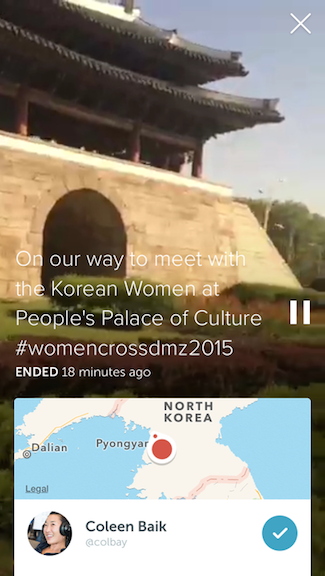 On our way to meet with
the Korean Women at
People's Palace of Culture
#womencrossdmz2015
ENDED 18 minutes ago
NORTH
KOREA
Dalian
Pyongyan
Legal
Coleen Baik
@colbay